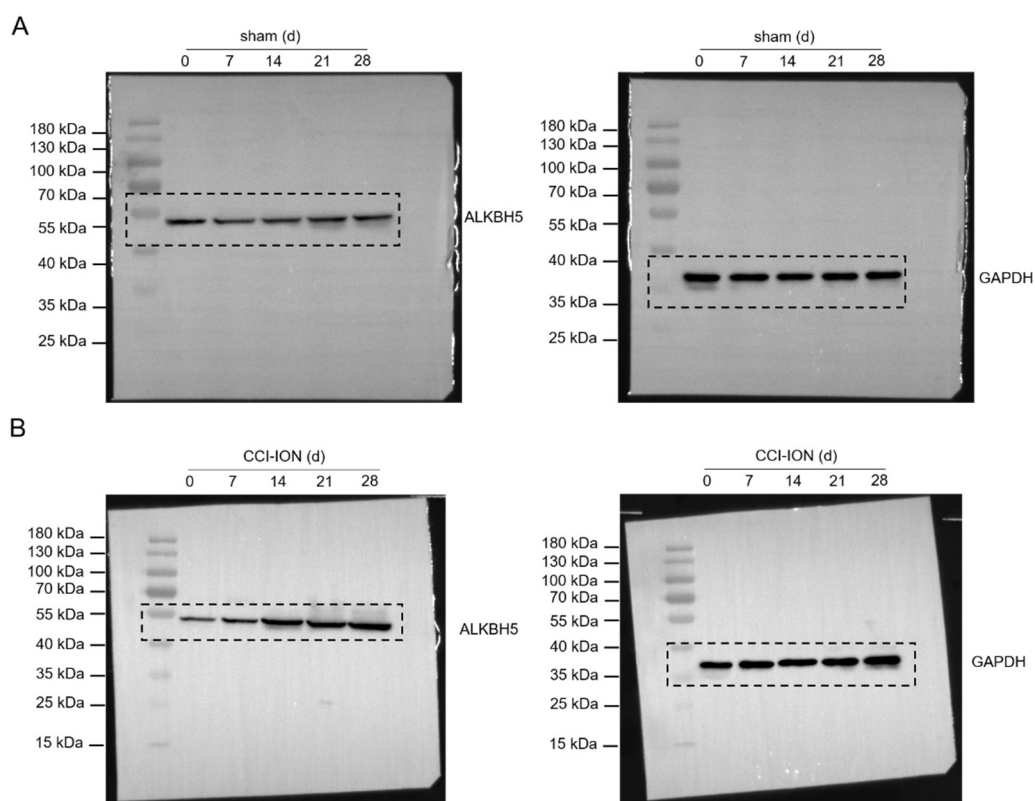 A
sham (d)
0 7 14 21 28
180 kDa
130 kDa
100 kDa
70 kDa
55 kDa
40 kDa
35 kDa
25 kDa
ALKBH5
sham (d)
0 7 14 21 28
180 kDa
130 kDa
100 kDa
70 kDa
55 kDa
40 kDa
35 kDa
25 kDa
GAPDH
B
CCI-ION (d)
0 7 14 21 28
180 kDa
130 kDa
100 kDa
70 kDa
55 kDa
40 kDa
35 kDa
25 kDa
15 kDa
ALKBH5
CCI-ION (d)
0 7 14 21 28
180 kDa
130 kDa
100 kDa
70 kDa
55 kDa
40 kDa
35 kDa
25 kDa
15 kDa
GAPDH